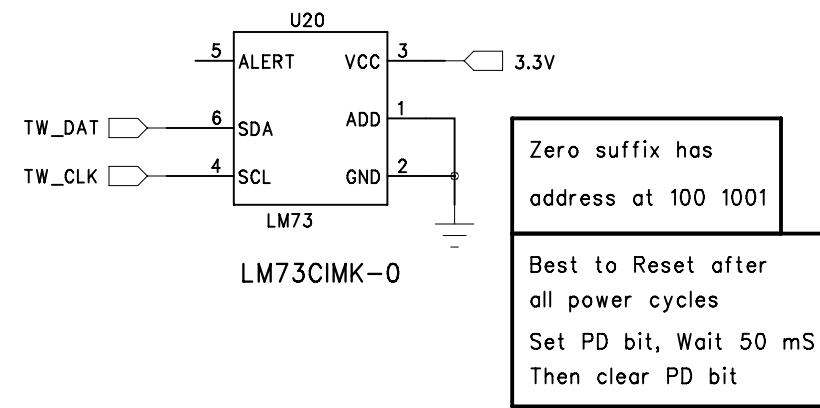 U20
5 ALERT VCC 3 3.3V
TW_DAT 6 SDA ADD 1
TW_CLK 4 SCL GND 2
LM73
LM73CIMK-0
Zero suffix has
address at 100 1001
Best to Reset after
all power cycles
Set PD bit, Wait 50 mS
Then clear PD bit